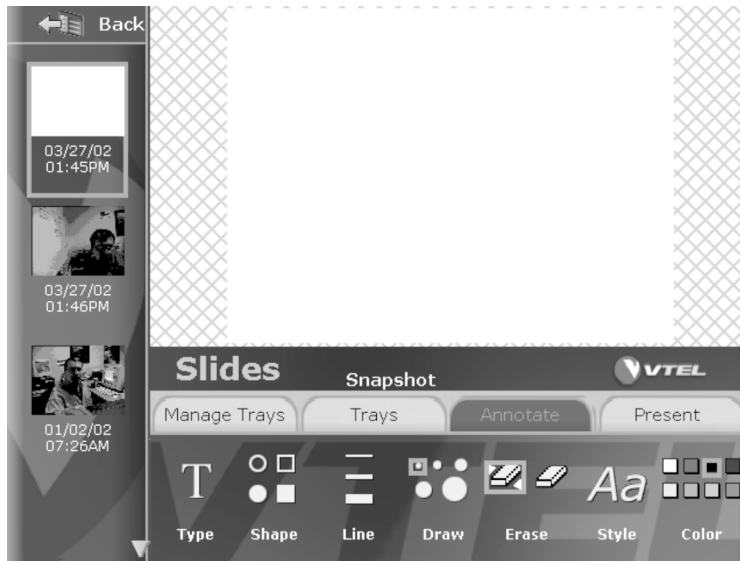 Back
03/27/02
01:45PM
03/27/02
01:46PM
01/02/02
07:26AM
Slides
Snapshot
VTEL
Manage Trays
Trays
Annotate
Present
T
Aa
Type
Shape
Line
Draw
Erase
Style
Color